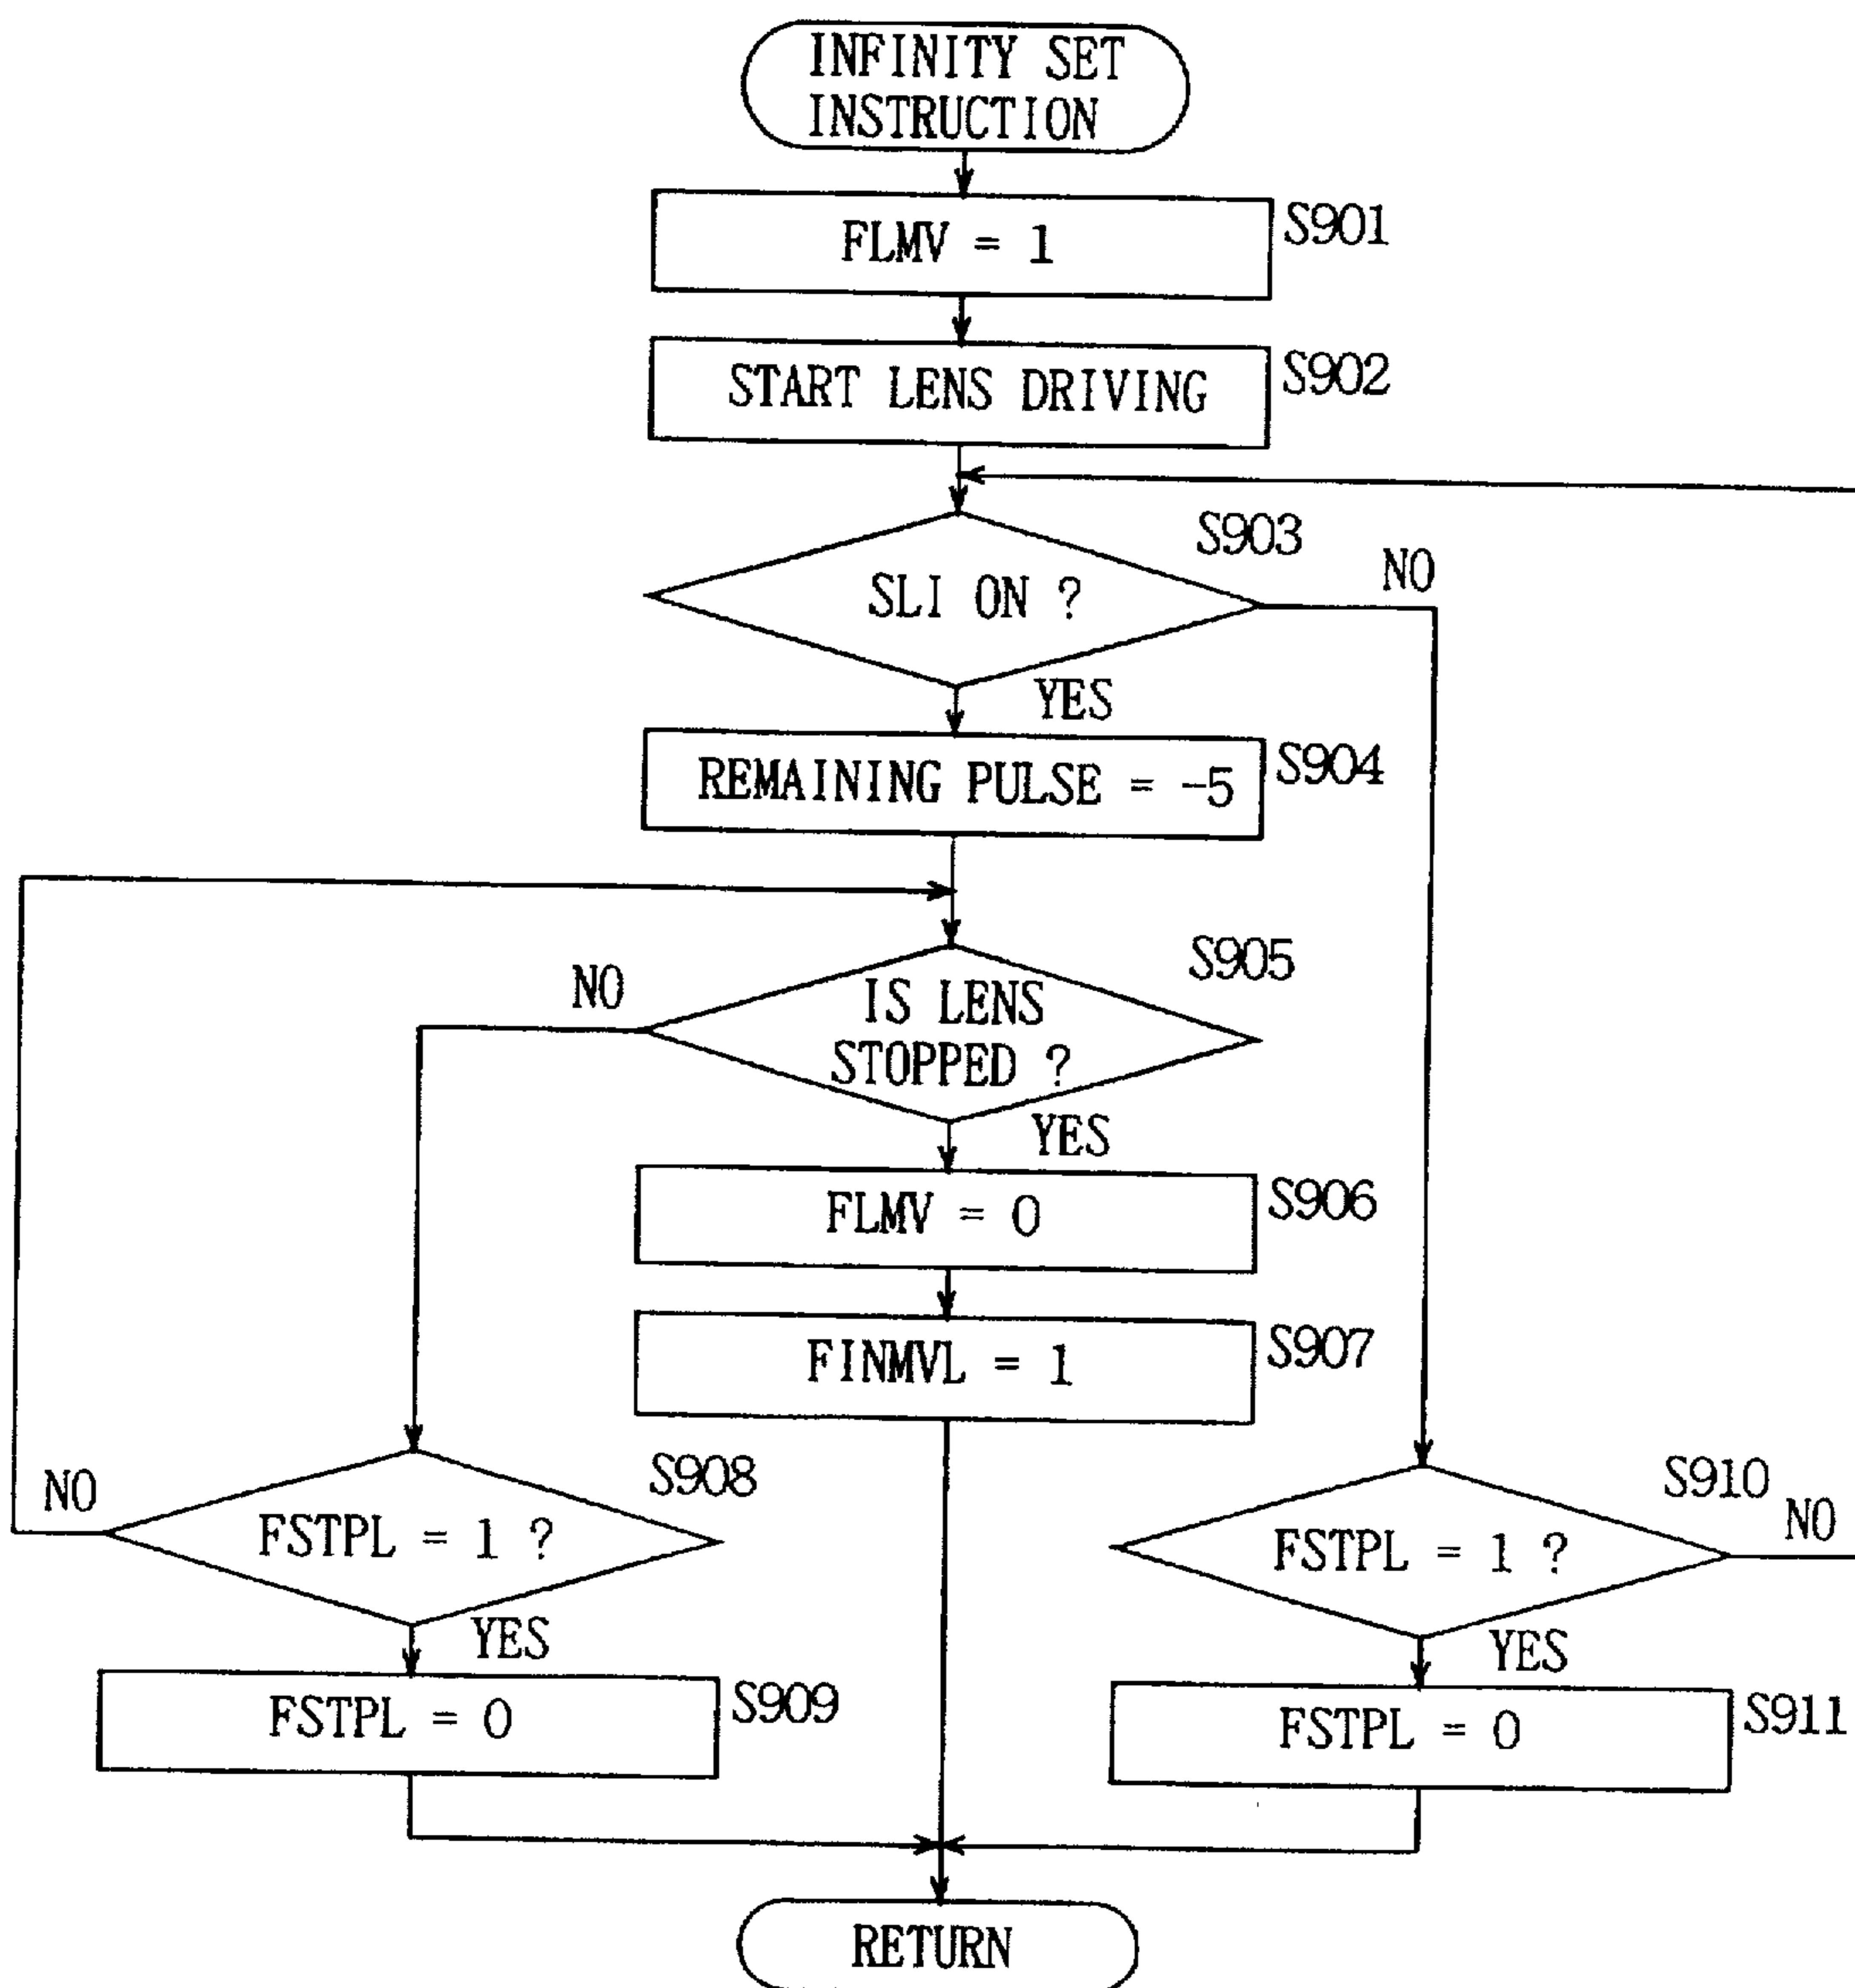 INFINITY SET
INSTRUCTION
FLMV = 1
S901
START LENS DRIVING
S902
S903
SLI ON ?
NO
YES
REMAINING PULSE = -5
S904
S905
NO
IS LENS
STOPPED ?
YES
FLMV = 0
S906
FINMVL = 1
S907
S908
NO
FSTPL = 1 ?
YES
FSTPL = 0
S909
S910
NO
FSTPL = 1 ?
YES
FSTPL = 0
S911
RETURN